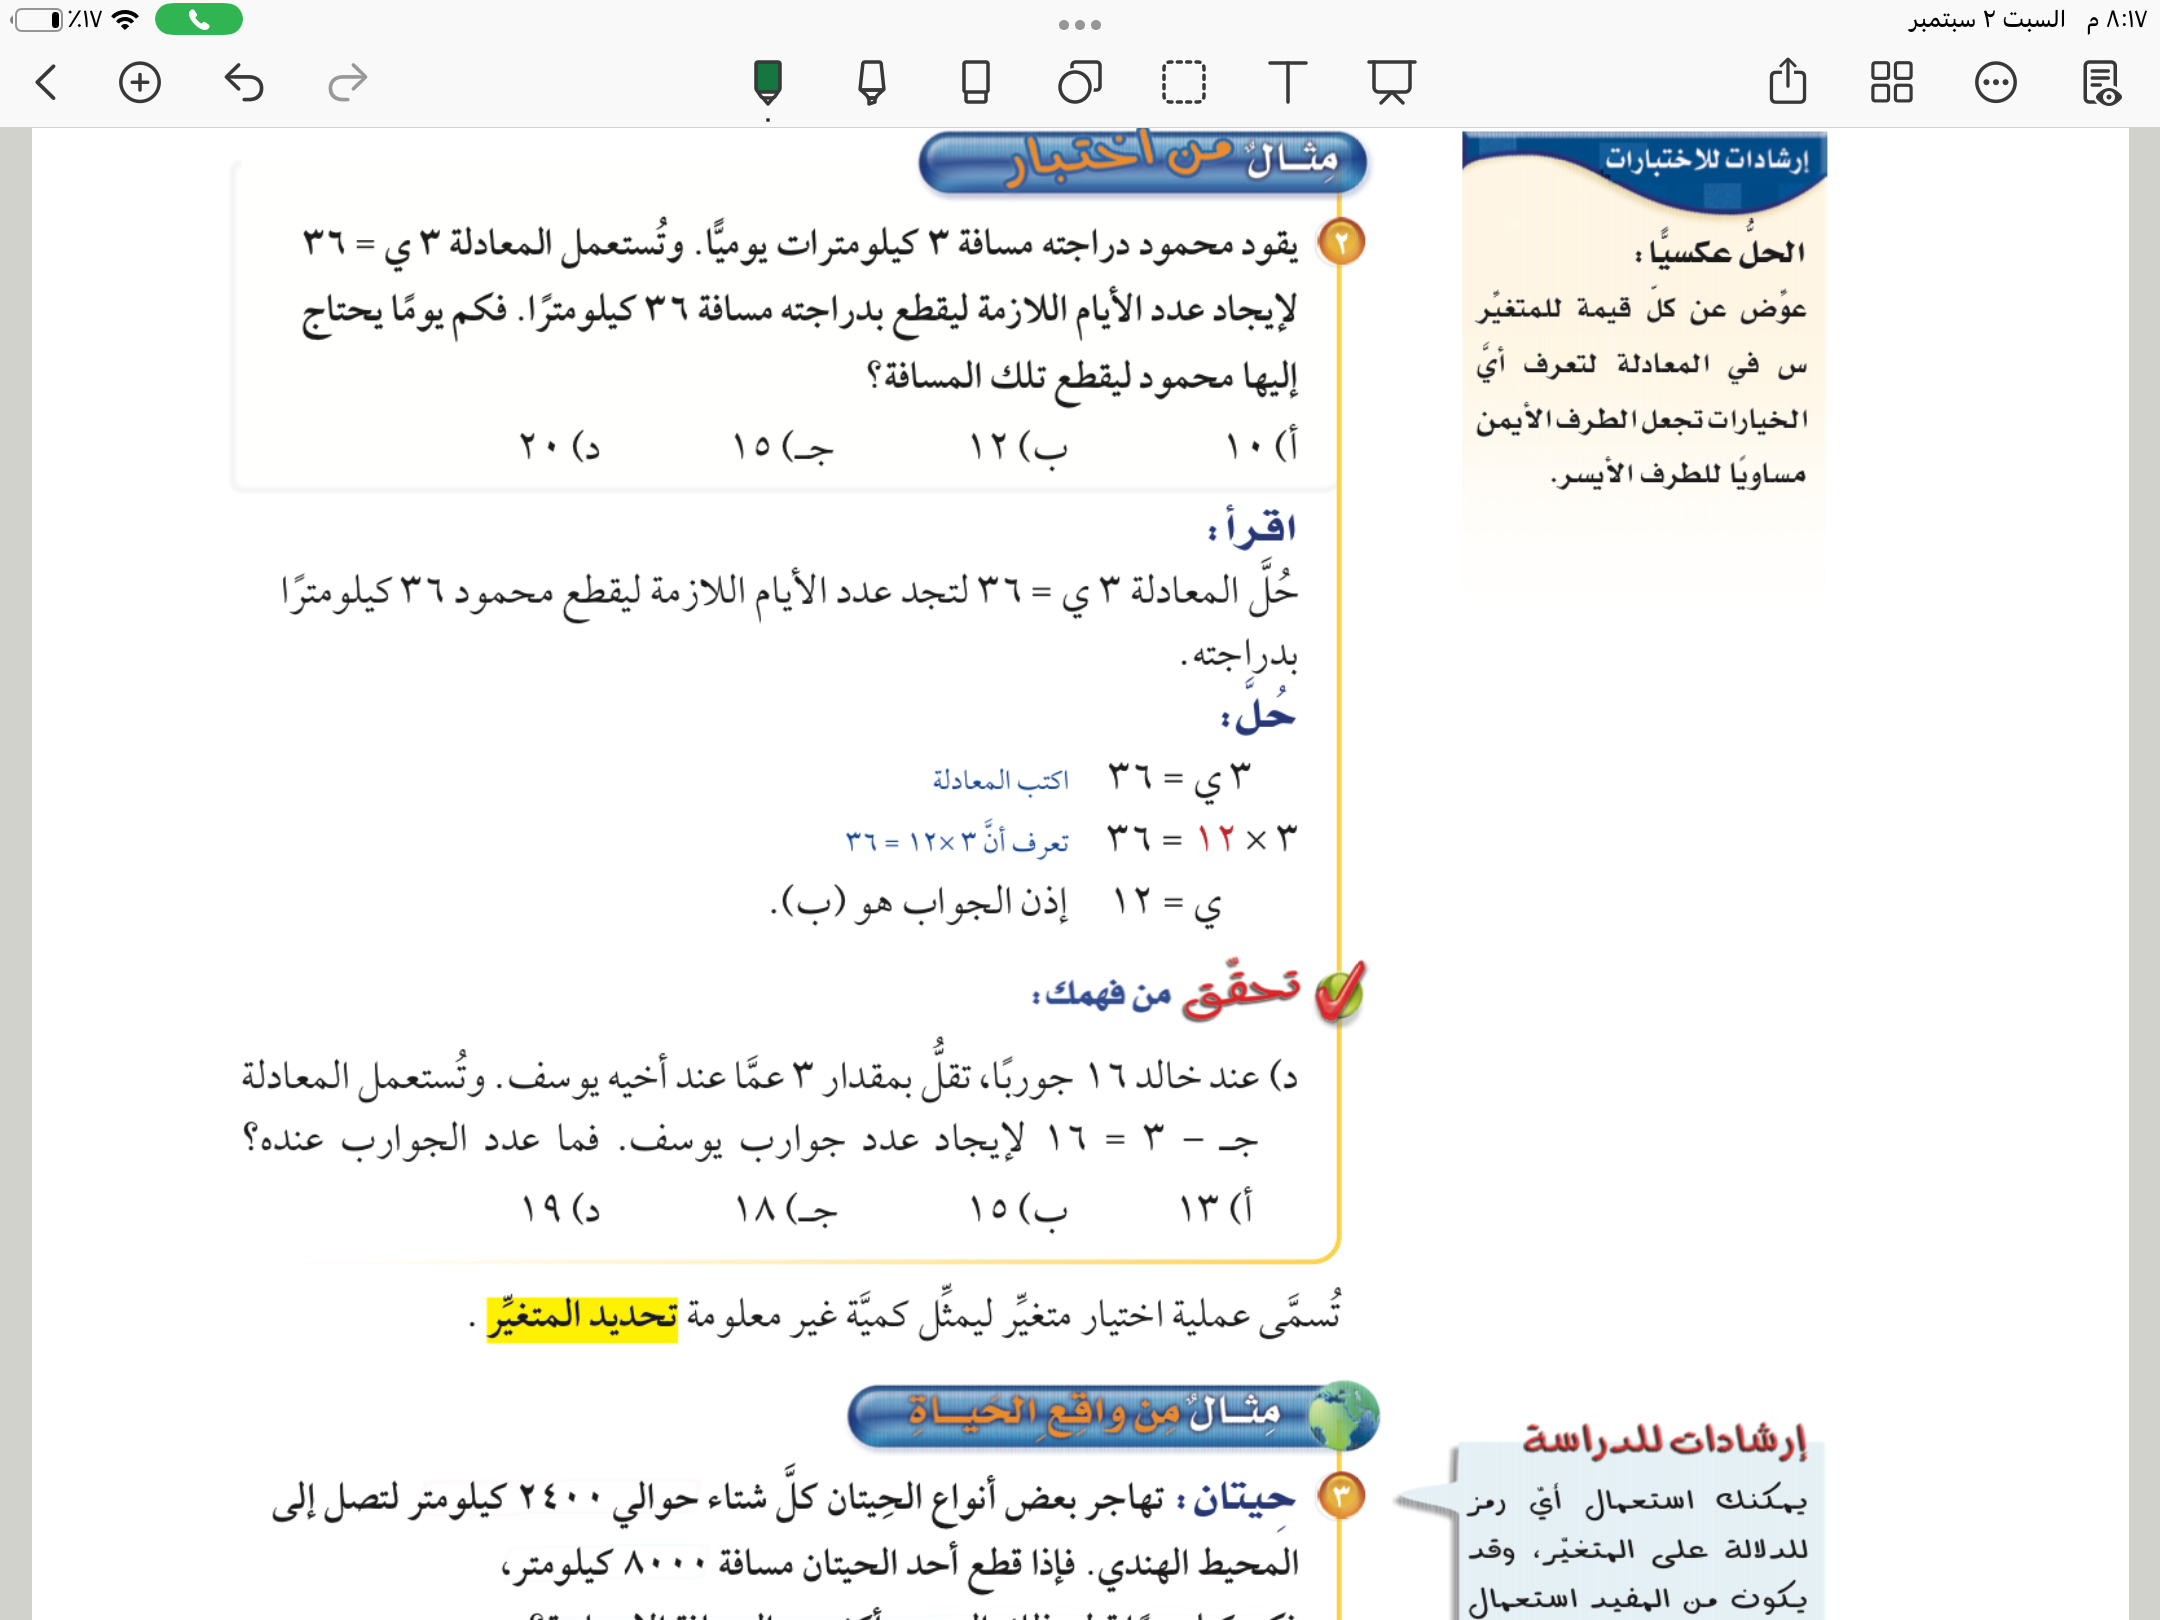 ٨:١٧ م السبت ٢ سبتمبر
٪١٧
مثـالٌ من اختبار
٢ يقود محمود دراجته مسافة ٣ كيلومترات يوميًّا. وتُستعمل المعادلة ٣ ي = ٣٦
لإيجاد عدد الأيام اللازمة ليقطع بدراجته مسافة ٣٦ كيلومترًا. فكم يومًا يحتاج
إليها محمود ليقطع تلك المسافة؟
أ) ١٠ ب) ١٢ جـ) ١٥ د) ٢٠
اقرأ:
حُلَّ المعادلة ٣ ي = ٣٦ لتجد عدد الأيام اللازمة ليقطع محمود ٣٦ كيلومترًا
بدراجته.
حُلَّ:
٣ ي = ٣٦ اكتب المعادلة
٣ × ١٢ = ٣٦ تعرف أنَّ ٣ ×١٢ = ٣٦
ي = ١٢ إذن الجواب هو (ب).
تحقَّق من فهمك:
د) عند خالد ١٦ جوربًا، تقلُّ بمقدار ٣ عمَّا عند أخيه يوسف. وتُستعمل المعادلة
جـ – ٣ = ١٦ لإيجاد عدد جوارب يوسف. فما عدد الجوارب عنده؟
أ) ١٣ ب) ١٥ جـ) ١٨ د) ١٩
تُسمَّى عملية اختيار متغيِّر ليمثِّل كميَّة غير معلومة تحديد المتغيِّر .
مِثـالٌ مِن واقِعِ الحَيـاةِ
٣ حِيتان: تهاجر بعض أنواع الحِيتان كلَّ شتاء حوالي ٢٤٠٠ كيلومتر لتصل إلى
المحيط الهندي. فإذا قطع أحد الحيتان مسافة ٨٠٠٠ كيلومتر،
إرشادات للاختبارات
الحلُّ عكسيًّا:
عوِّض عن كلّ قيمة للمتغيِّر
س في المعادلة لتعرف أيَّ
الخيارات تجعل الطرف الأيمن
مساويًا للطرف الأيسر.
إرشادات للدراسة
يمكنك استعمال أيّ رمز
للدلالة على المتغيّر، وقد
يكون من المفيد استعمال